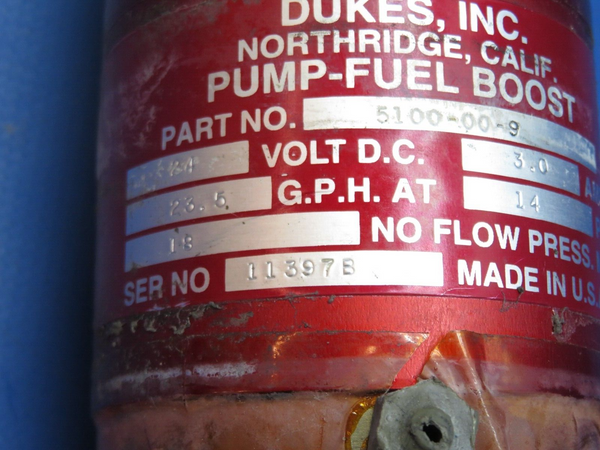 DUKES, INC.
NORTHRIDGE, CALIF.
PUMP-FUEL BOOST
PART NO. 5100-00-9
VOLT D.C. 3.0
23.5 G.P.H. AT 14
18 NO FLOW PRESS.
SER NO 11397B MADE IN U.S.